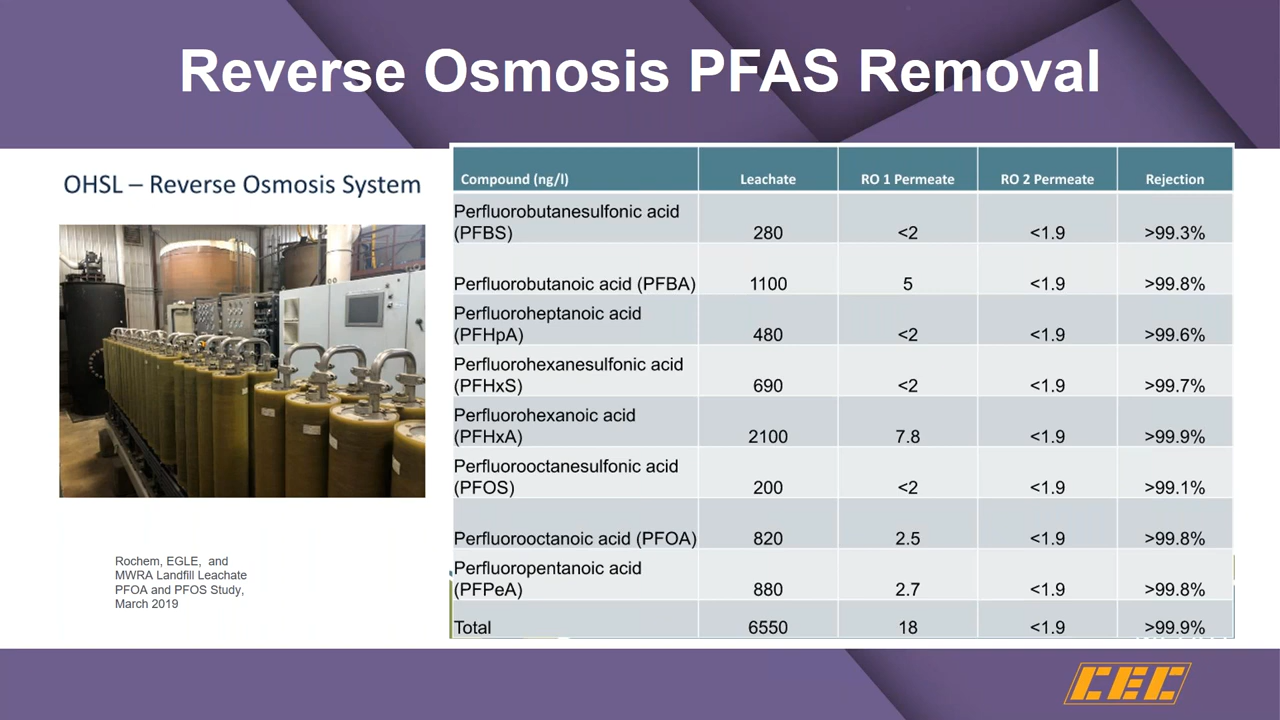 Reverse Osmosis PFAS Removal
OHSL – Reverse Osmosis System
Rochem, EGLE, and
MWRA Landfill Leachate
PFOA and PFOS Study,
March 2019
Compound (ng/l) Leachate RO 1 Permeate RO 2 Permeate Rejection
Perfluorobutanesulfonic acid
(PFBS) 280 <2 <1.9 >99.3%
Perfluorobutanoic acid (PFBA) 1100 5 <1.9 >99.8%
Perfluoroheptanoic acid
(PFHpA) 480 <2 <1.9 >99.6%
Perfluorohexanesulfonic acid
(PFHxS) 690 <2 <1.9 >99.7%
Perfluorohexanoic acid
(PFHxA) 2100 7.8 <1.9 >99.9%
Perfluorooctanesulfonic acid
(PFOS) 200 <2 <1.9 >99.1%
Perfluorooctanoic acid (PFOA) 820 2.5 <1.9 >99.8%
Perfluoropentanoic acid
(PFPeA) 880 2.7 <1.9 >99.8%
Total 6550 18 <1.9 >99.9%
CEC